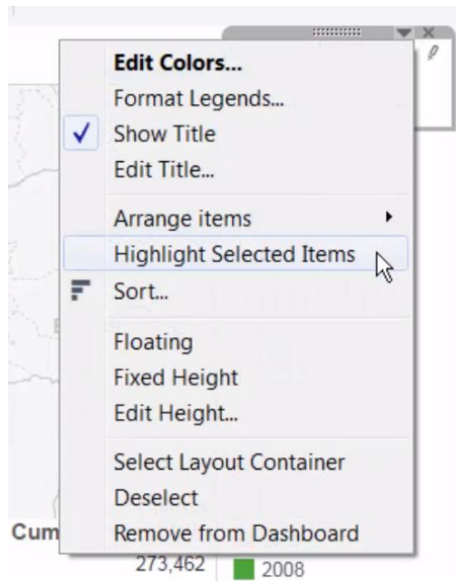 Edit Colors...
Format Legends...
Show Title
Edit Title...
Arrange items
Highlight Selected Items
Sort...
Floating
Fixed Height
Edit Height...
Select Layout Container
Deselect
Remove from Dashboard
Cum
273,462
2008